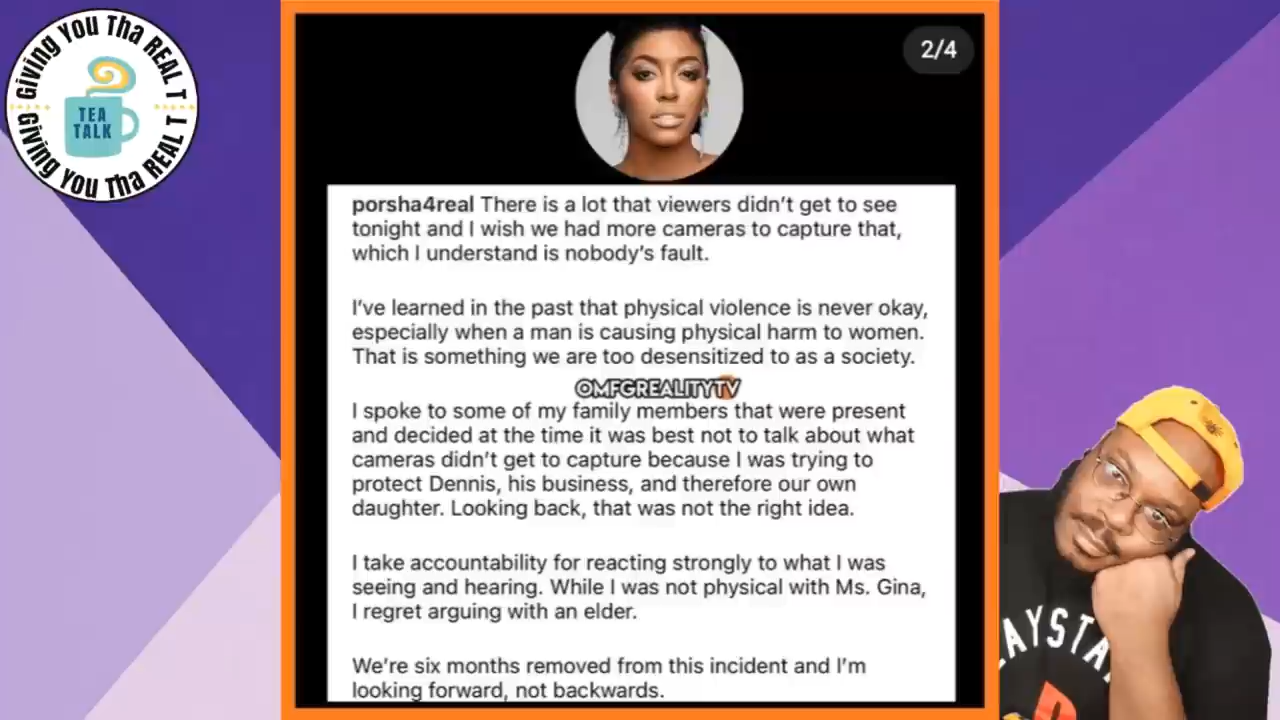 Giving You Tha REAL T
TEA
TALK
Giving You Tha REAL T
2/4
porsha4real There is a lot that viewers didn’t get to see
tonight and I wish we had more cameras to capture that,
which I understand is nobody’s fault.
I’ve learned in the past that physical violence is never okay,
especially when a man is causing physical harm to women.
That is something we are too desensitized to as a society.
OMFGREALITYTV
I spoke to some of my family members that were present
and decided at the time it was best not to talk about what
cameras didn’t get to capture because I was trying to
protect Dennis, his business, and therefore our own
daughter. Looking back, that was not the right idea.
I take accountability for reacting strongly to what I was
seeing and hearing. While I was not physical with Ms. Gina,
I regret arguing with an elder.
We’re six months removed from this incident and I’m
looking forward, not backwards.